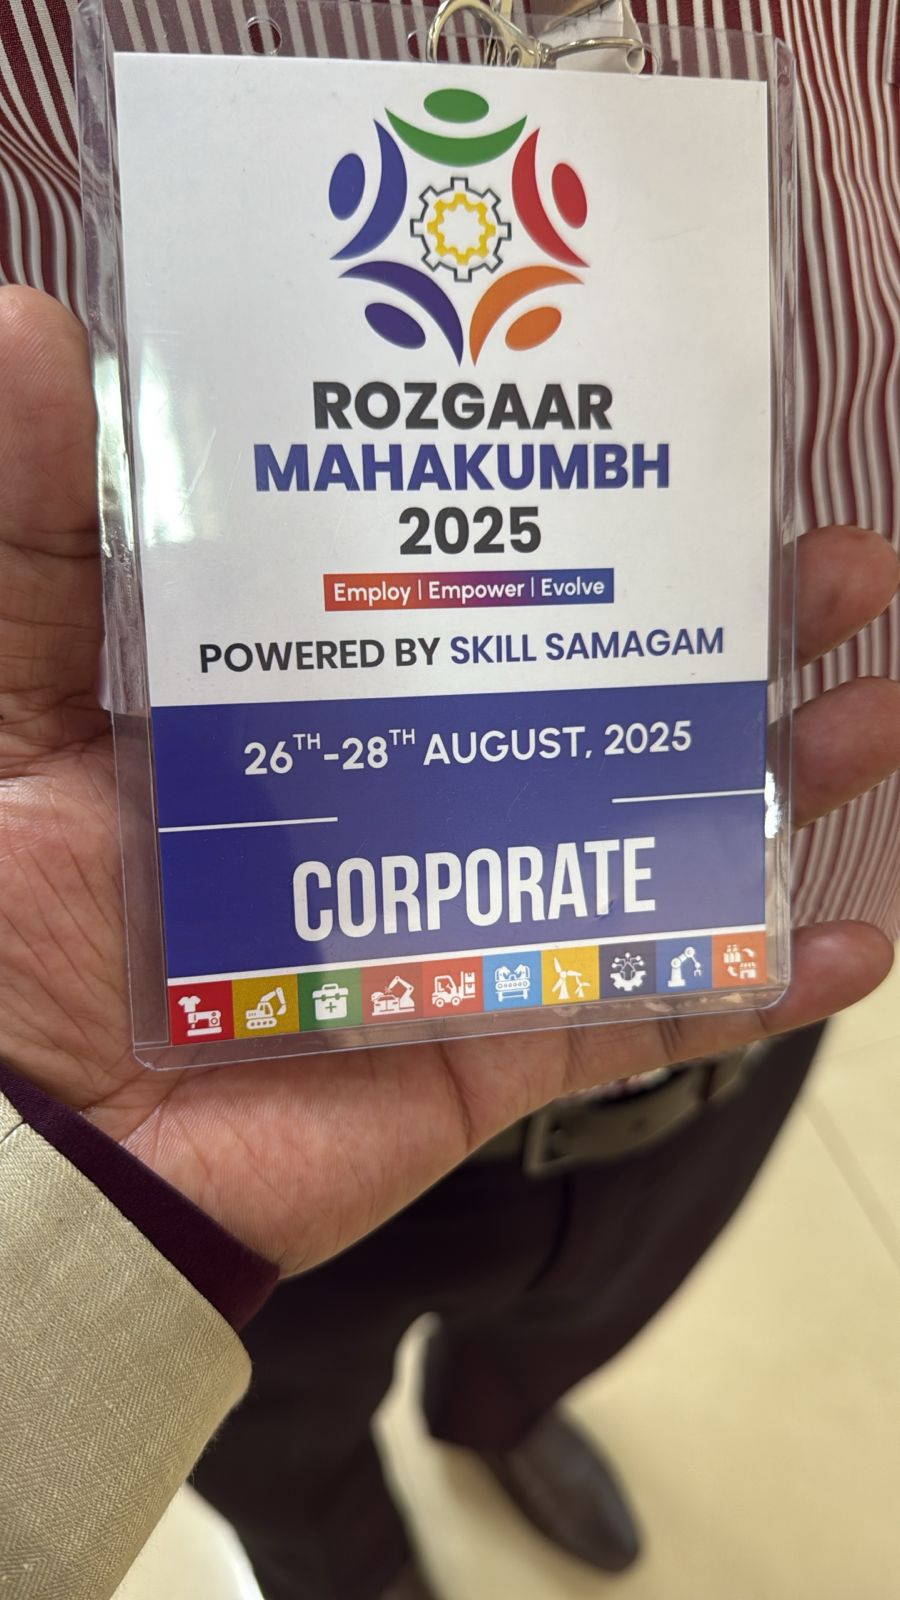 ROZGAAR
MAHAKUMBH
2025
Employ | Empower | Evolve
POWERED BY SKILL SAMAGAM
26TH-28TH AUGUST, 2025
CORPORATE